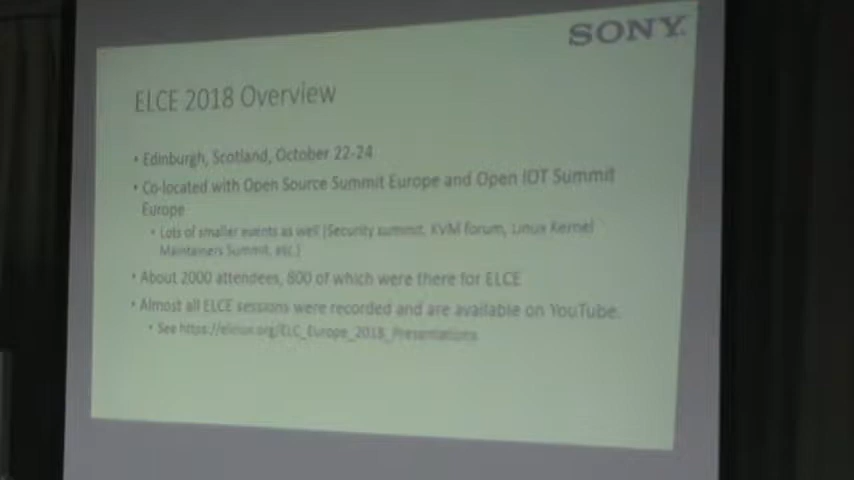 SONY
ELCE 2018 Overview
• Edinburgh, Scotland, October 22-24
• Co-located with Open Source Summit Europe and Open IOT Summit
Europe
• Lots of smaller events as well (Security summit, KVM forum, Linux Kernel
Maintainers Summit, etc.)
• About 2000 attendees, 800 of which were there for ELCE
• Almost all ELCE sessions were recorded and are available on YouTube.
• See https://elinux.org/ELC_Europe_2018_Presentations